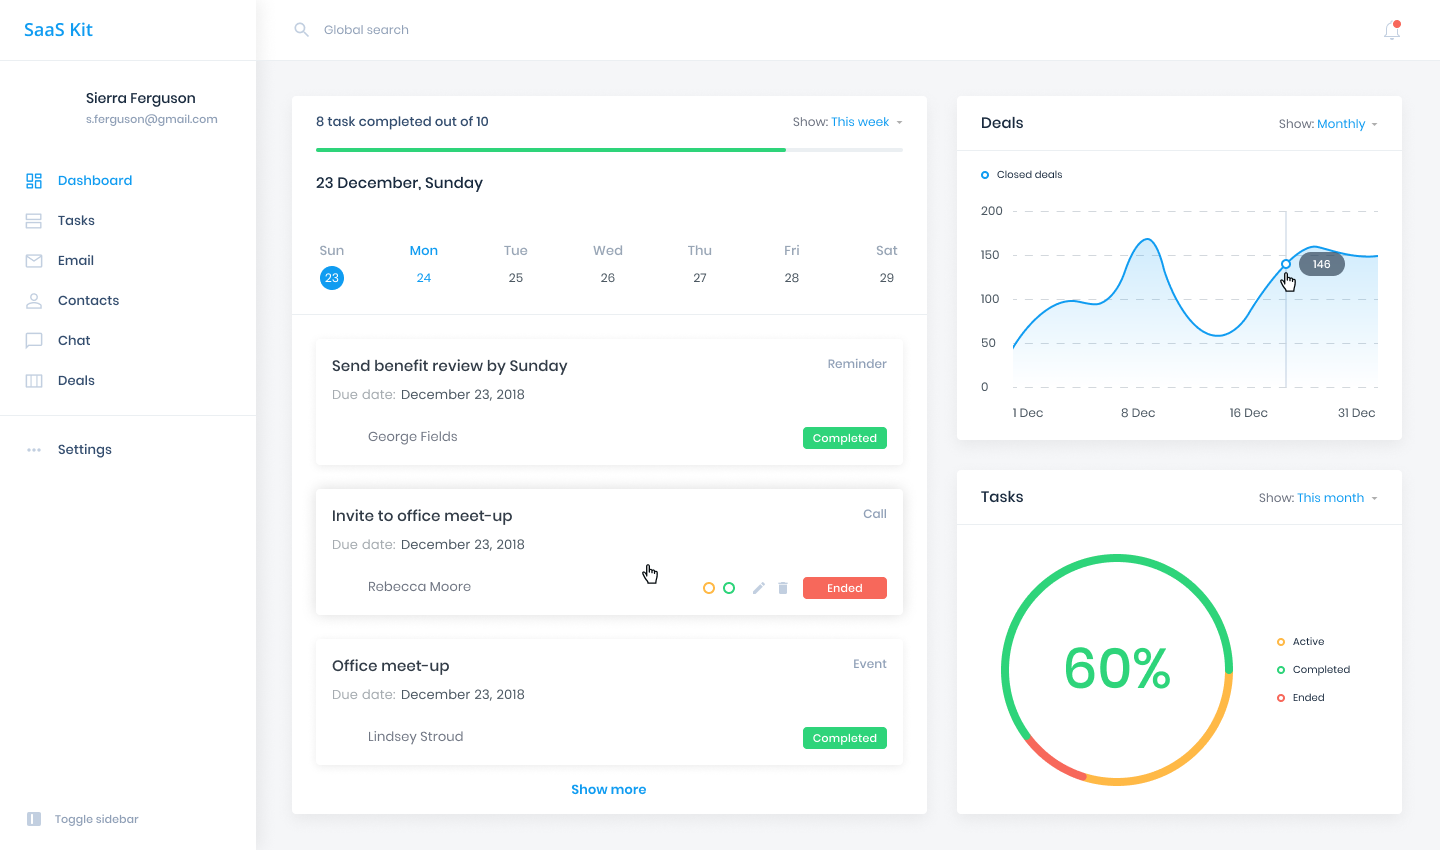 SaaS Kit
Global search
Sierra Ferguson
s.ferguson@gmail.com
Dashboard
Tasks
Email
Contacts
Chat
Deals
Settings
Toggle sidebar
8 task completed out of 10
Show: This week
23 December, Sunday
Sun Mon Tue Wed Thu Fri Sat
23 24 25 26 27 28 29
Send benefit review by Sunday
Reminder
Due date: December 23, 2018
George Fields
Completed
Invite to office meet-up
Call
Due date: December 23, 2018
Rebecca Moore
Ended
Office meet-up
Event
Due date: December 23, 2018
Lindsey Stroud
Completed
Show more
Deals
Show: Monthly
Closed deals
200
150
146
100
50
0
1 Dec 8 Dec 16 Dec 31 Dec
Tasks
Show: This month
60%
Active
Completed
Ended